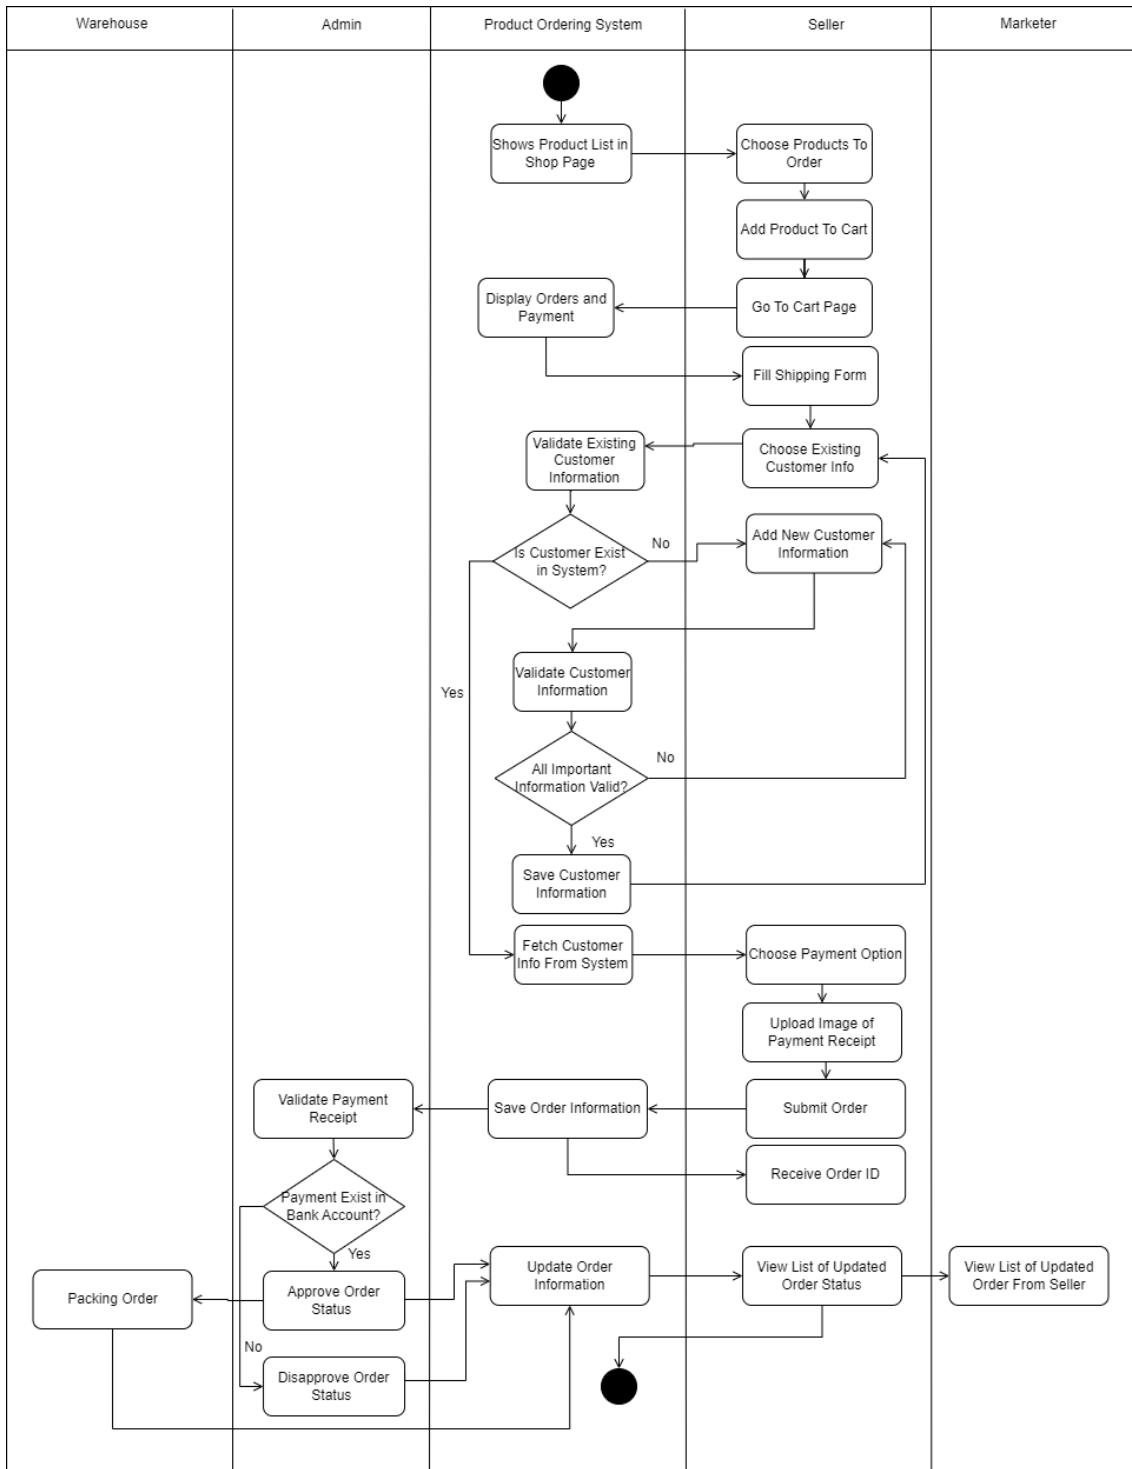 Warehouse
Admin
Product Ordering System
Seller
Marketer
Shows Product List in
Shop Page
Choose Products To
Order
Add Product To Cart
Display Orders and
Payment
Go To Cart Page
Fill Shipping Form
Validate Existing
Customer
Information
Choose Existing
Customer Info
Is Customer Exist
in System?
No
Add New Customer
Information
Yes
Validate Customer
Information
All Important
Information Valid?
No
Yes
Save Customer
Information
Fetch Customer
Info From System
Choose Payment Option
Upload Image of
Payment Receipt
Validate Payment
Receipt
Save Order Information
Submit Order
Receive Order ID
Payment Exist in
Bank Account?
Yes
Packing Order
Approve Order
Status
Update Order
Information
View List of Updated
Order Status
View List of Updated
Order From Seller
No
Disapprove Order
Status